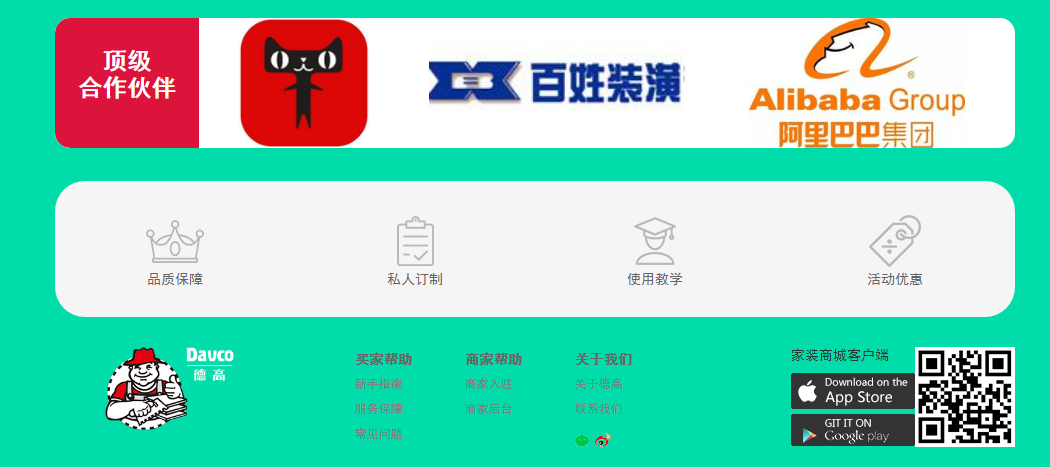 顶级
合作伙伴
百姓装潢
Alibaba Group
阿里巴巴集团
品质保障
私人订制
使用教学
活动优惠
Davco
德高
买家帮助
新手指南
服务保障
常见问题
商家帮助
商家入驻
商家后台
关于我们
关于德高
联系我们
家装商城客户端
Download on the
App Store
GIT IT ON
Google play